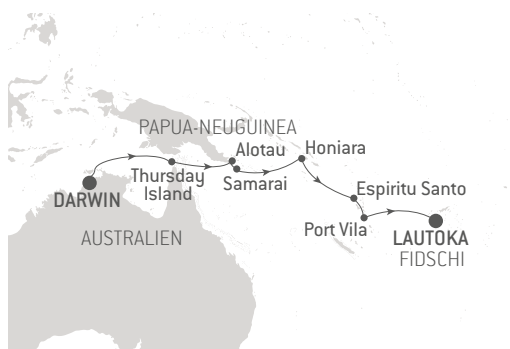 PAPUA-NEUGUINEA
Alotau
Honiara
Thursday
Island
Samarai
DARWIN
Espiritu Santo
Port Vila
AUSTRALIEN
LAUTOKA
FIDSCHI